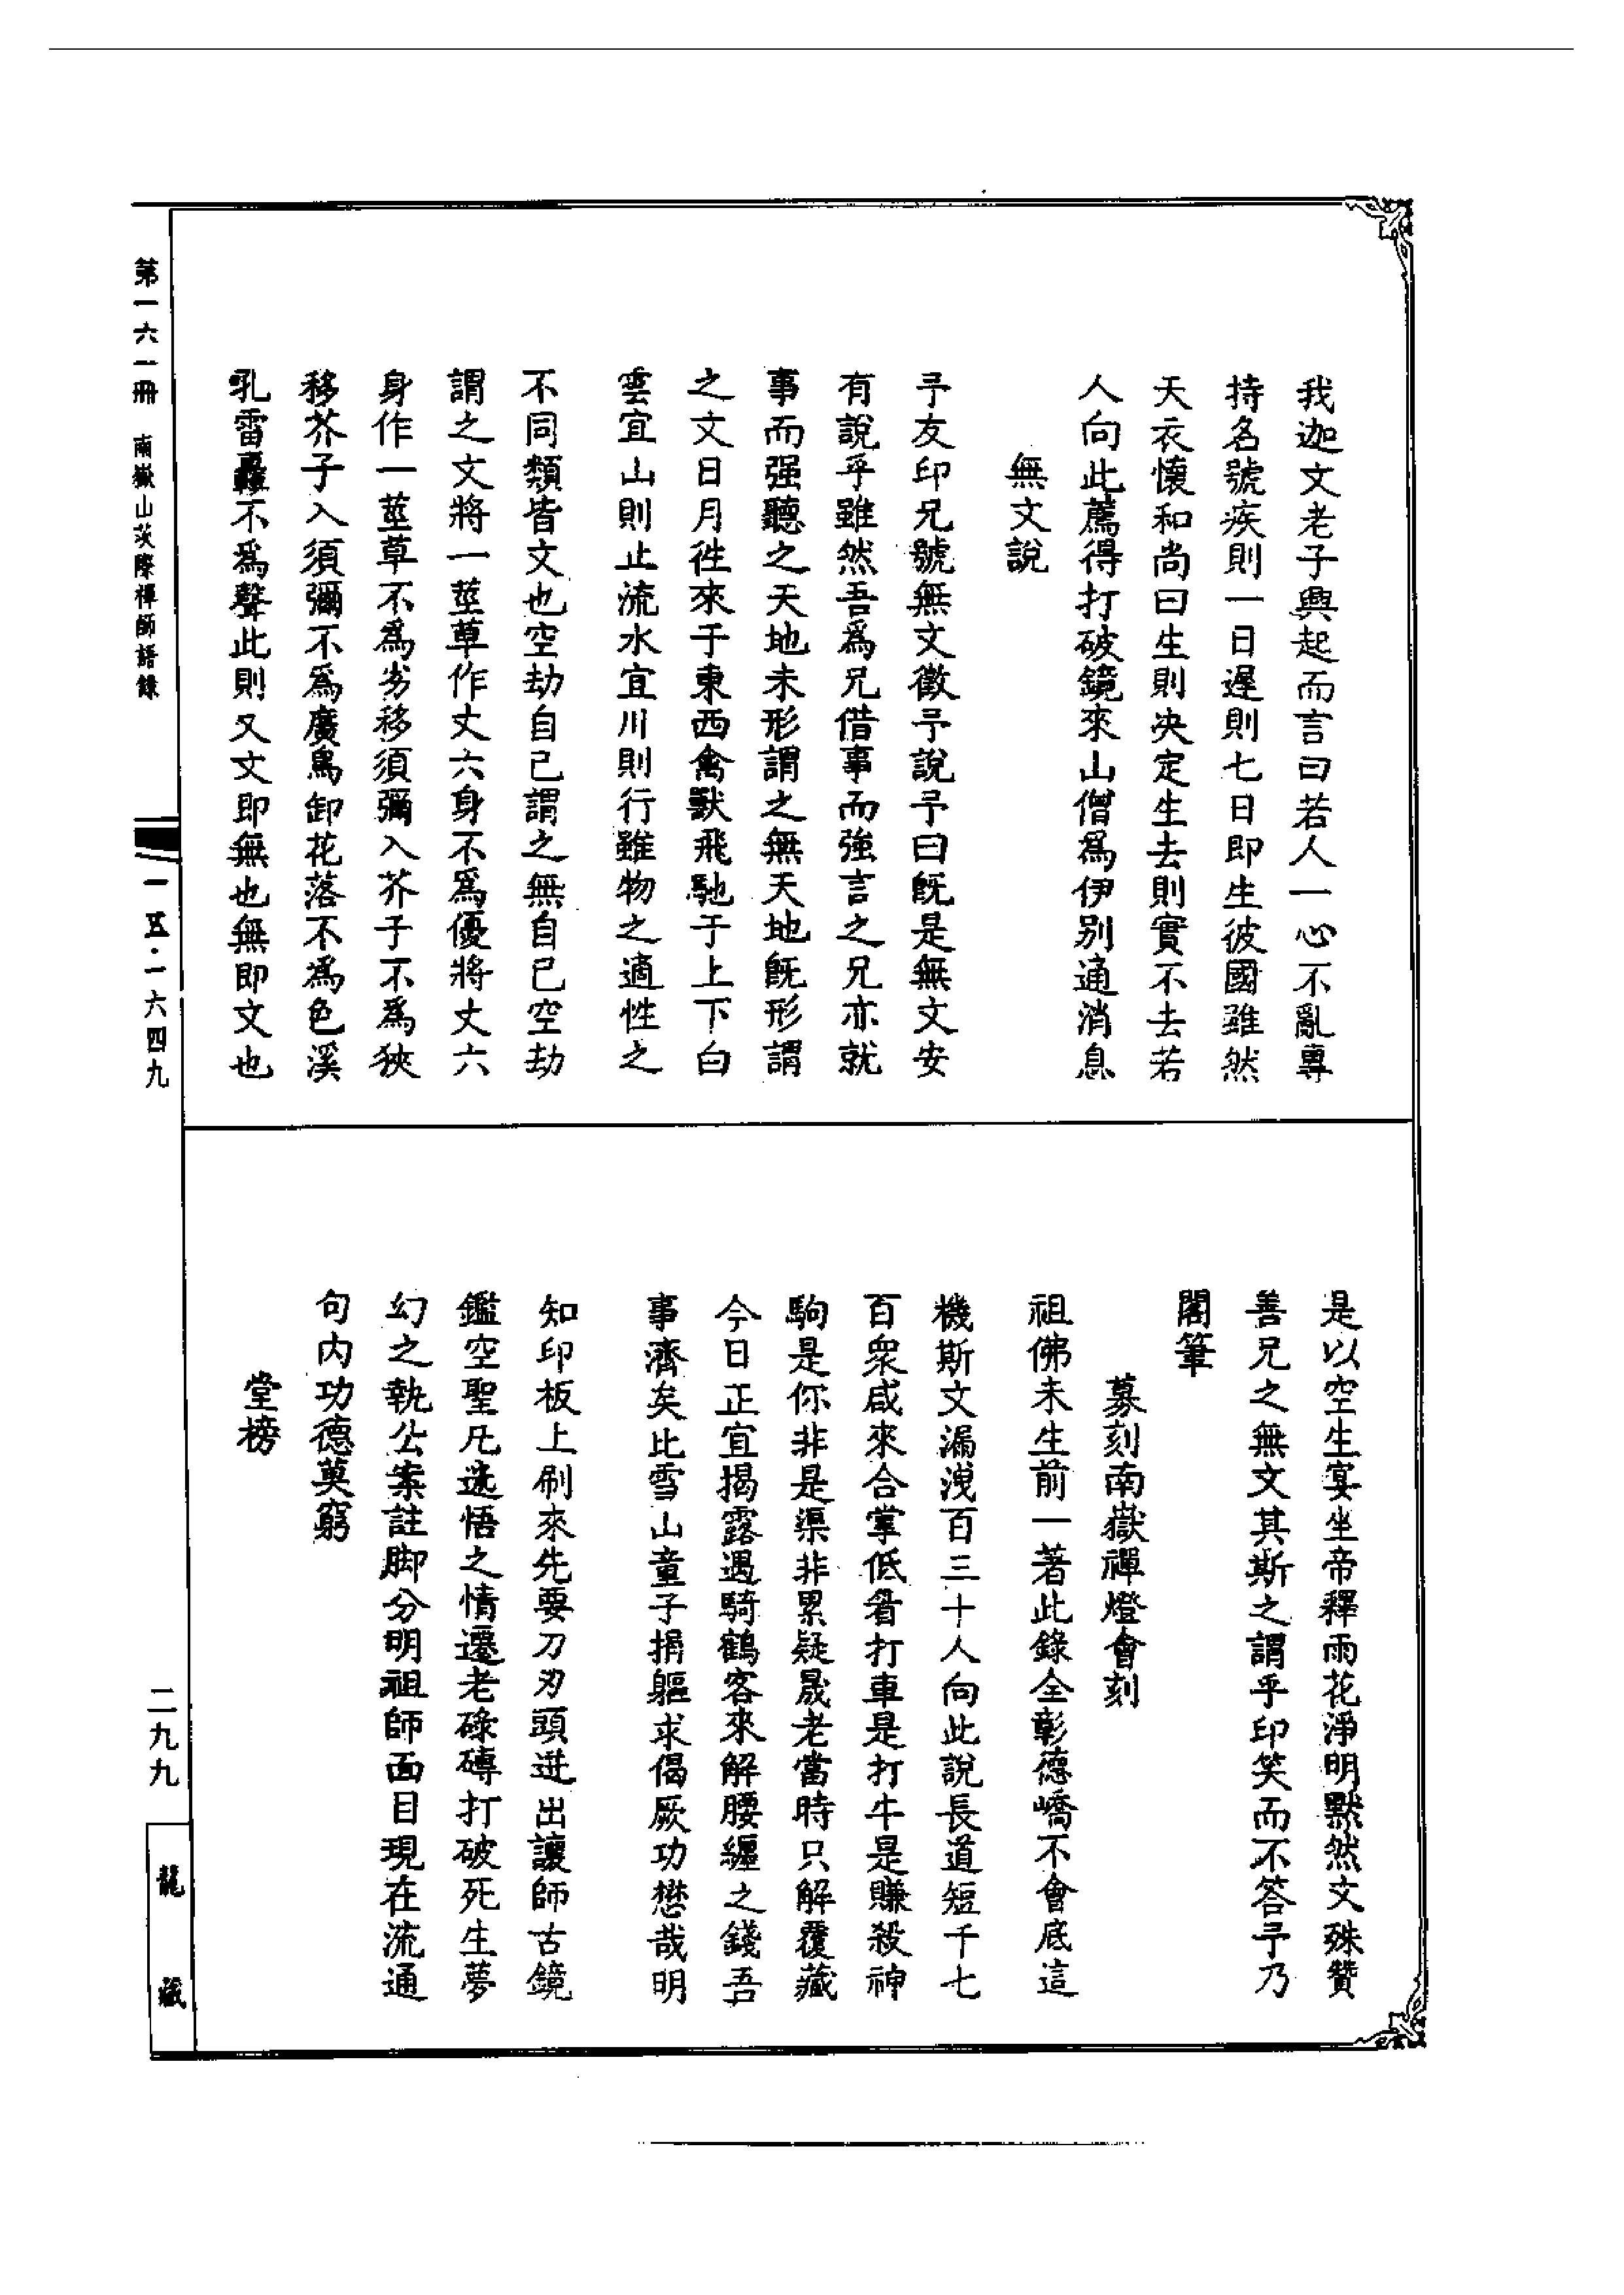 我迦文老子興起而言曰若人一心不亂專
持名號疾則一日遲則七日即生彼國雖然
天衣懷和尚曰生則決定生去則實不去若
人向此薦得打破鏡來山僧爲伊別通消息
無文說
予友印兄號無文徵予說予曰既是無文安
有說乎雖然吾爲兄借事而強言之兄亦就
事而强聽之天地未形謂之無天地既形謂
之文日月徃來于東西禽獸飛馳于上下白
雲宜山則止流水宜川則行雖物之適性之
不同類皆文也空劫自己謂之無自己空劫
謂之文將一莖草作丈六身不爲優將丈六
身作一莖草不爲劣移須彌入芥子不爲狹
移芥子入須彌不爲廣鳥卸花落不爲色溪
吼雷轟不爲聲此則又文即無也無即文也
是以空生宴坐帝釋雨花淨明默然文殊贊
善兄之無文其斯之謂乎印笑而不答予乃
閣筆
募刻南嶽禪燈會刻
祖佛未生前一著此錄全彰德嶠不會底這
機斯文漏洩百三十人向此說長道短千七
百衆咸來合掌低眉打車是打牛是賺殺神
駒是你非是渠非累疑晟老當時只解覆藏
今日正宜揭露遇騎鶴客來解腰纏之錢吾
事濟矣此雪山童子捐軀求偈厥功懋哉明
知印板上刷來先要刀刃頭迸出讓師古鏡
鑑空聖凡迷悟之情遷老碌磚打破死生夢
幻之執公案註脚分明祖師面目現在流通
句内功德莫窮
堂榜
第一六一冊 南嶽山茨際禪師語錄
一五·一六四九
二九九
龍藏